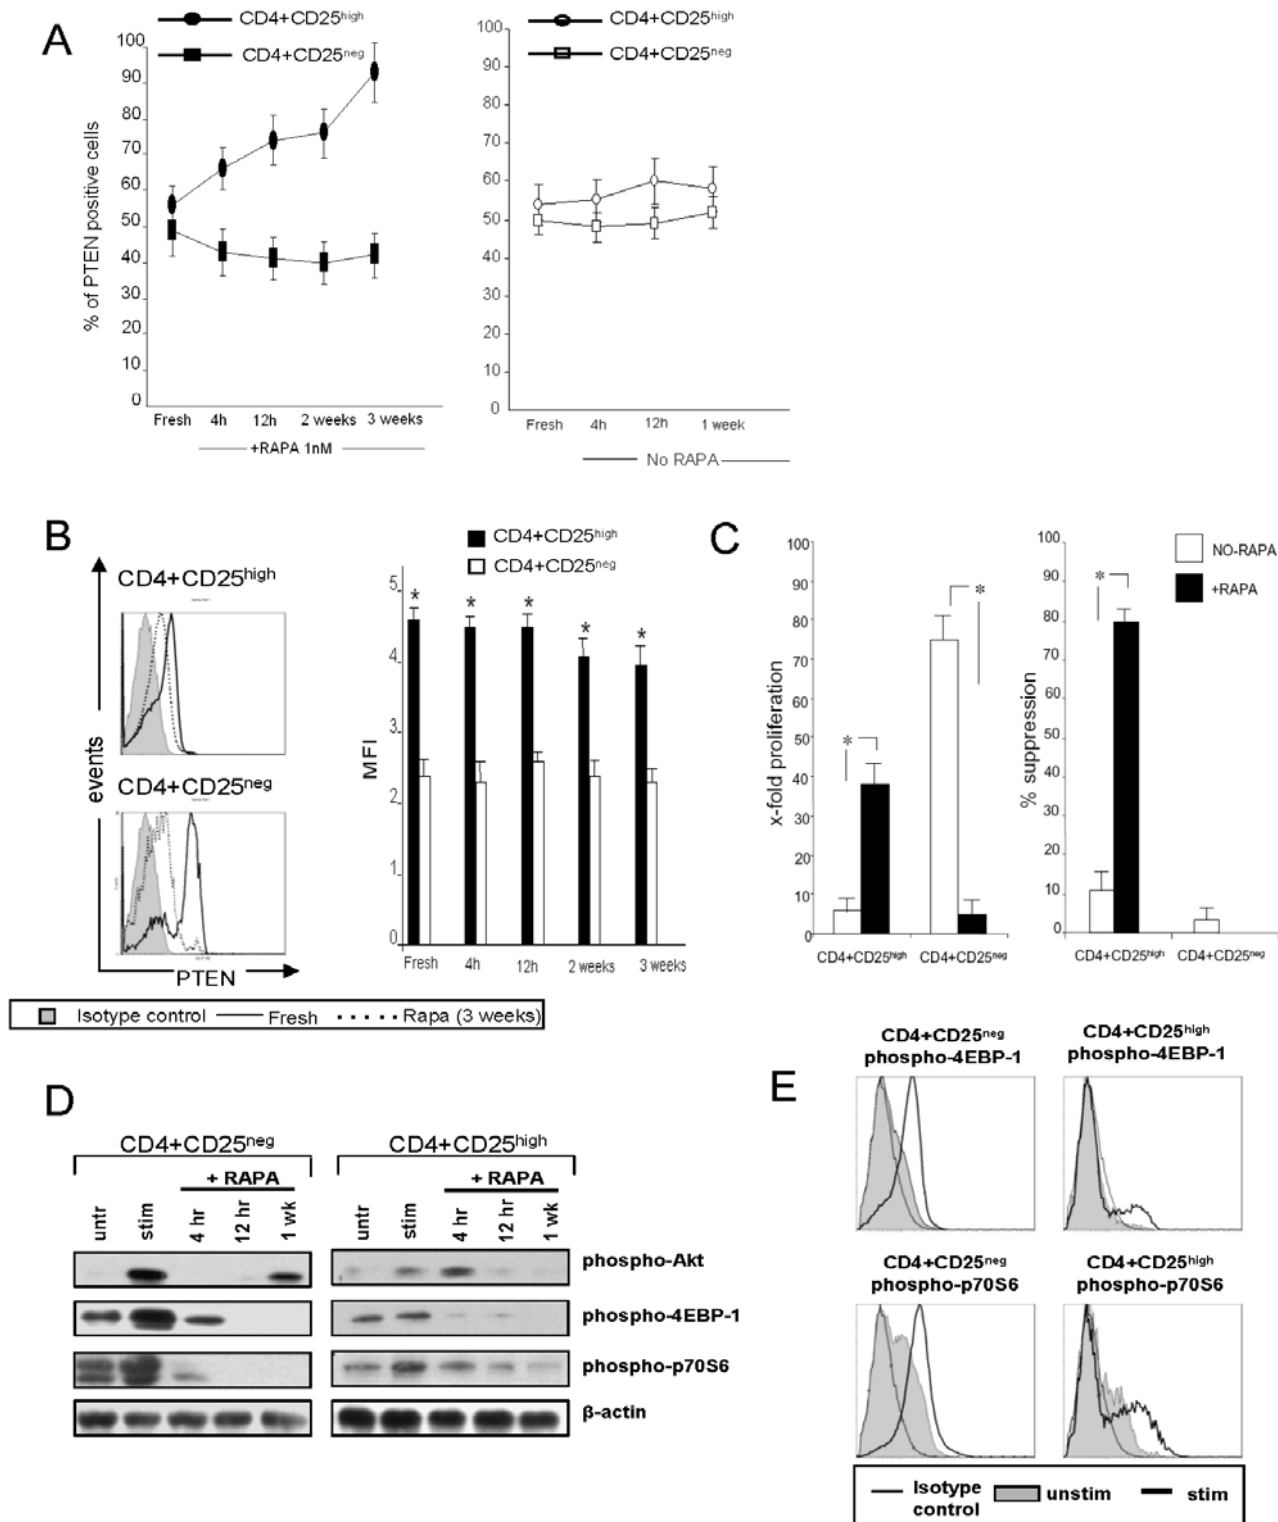 A
CD4+CD25high
CD4+CD25neg
% of PTEN positive cells
100
90
80
70
60
50
40
30
20
10
0
Fresh 4h 12h 2 weeks 3 weeks
+RAPA 1nM
CD4+CD25high
CD4+CD25neg
100
90
80
70
60
50
40
30
20
10
0
Fresh 4h 12h 1 week
No RAPA
B
events
CD4+CD25high
CD4+CD25neg
PTEN
CD4+CD25high
CD4+CD25neg
MFI
5
4
3
2
1
0
* * * * *
Fresh 4h 12h 2 weeks 3 weeks
Isotype control Fresh Rapa (3 weeks)
C
x-fold proliferation
100
90
80
70
60
50
40
30
20
10
0
*
*
CD4+CD25high CD4+CD25neg
% suppression
100
90
80
70
60
50
40
30
20
10
0
*
CD4+CD25high CD4+CD25neg
NO-RAPA
+RAPA
D
CD4+CD25neg
+ RAPA
untr stim 4 hr 12 hr 1 wk
CD4+CD25high
+ RAPA
untr stim 4 hr 12 hr 1 wk
phospho-Akt
phospho-4EBP-1
phospho-p70S6
β-actin
E
CD4+CD25neg
phospho-4EBP-1
CD4+CD25high
phospho-4EBP-1
CD4+CD25neg
phospho-p70S6
CD4+CD25high
phospho-p70S6
Isotype control unstim stim